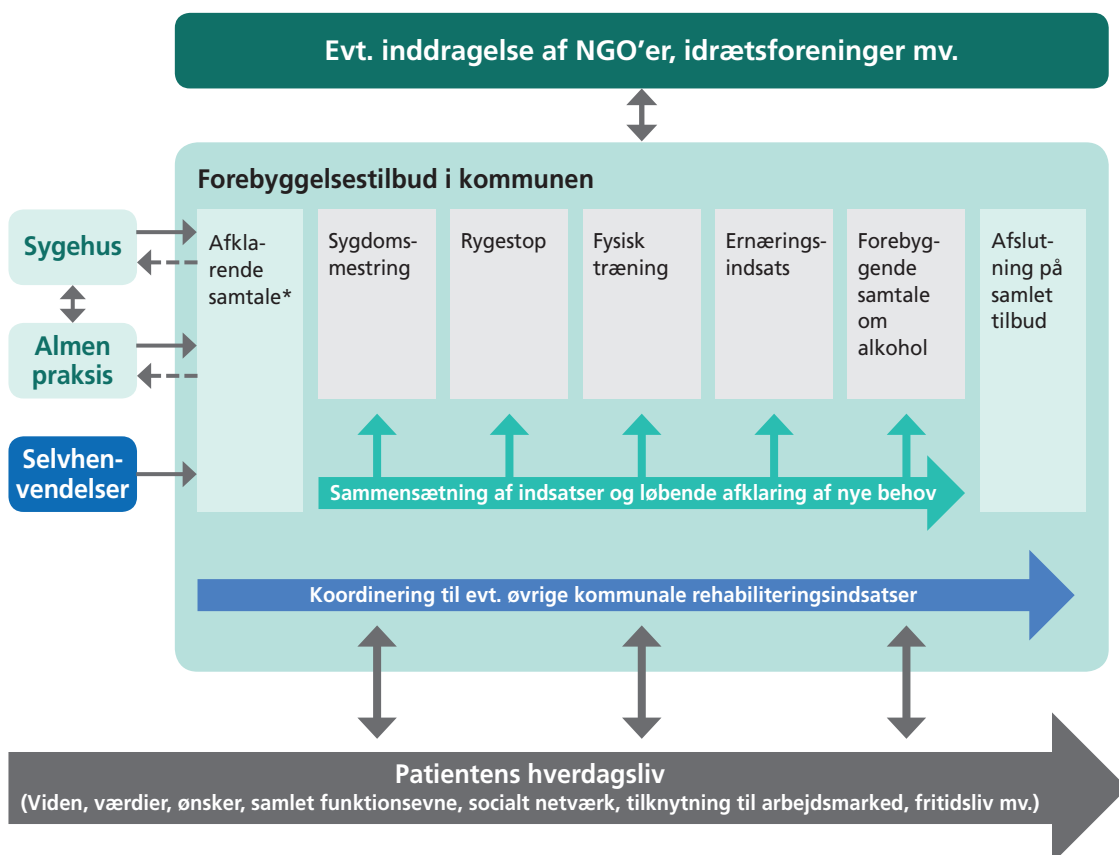 Evt. inddragelse af NGO’er, idrætsforeninger mv.
Forebyggelsestilbud i kommunen
Sygehus
Almen
praksis
Selvhen-
vendelser
Afkla-
rende
samtale*
Sygdoms-
mestring
Rygestop
Fysisk
træning
Ernærings-
indsats
Forebyg-
gende
samtale
om
alkohol
Afslut-
ning på
samlet
tilbud
Sammensætning af indsatser og løbende afklaring af nye behov
Koordinering til evt. øvrige kommunale rehabiliteringsindsatser
Patientens hverdagsliv
(Viden, værdier, ønsker, samlet funktionsevne, socialt netværk, tilknytning til arbejdsmarked, fritidsliv mv.)